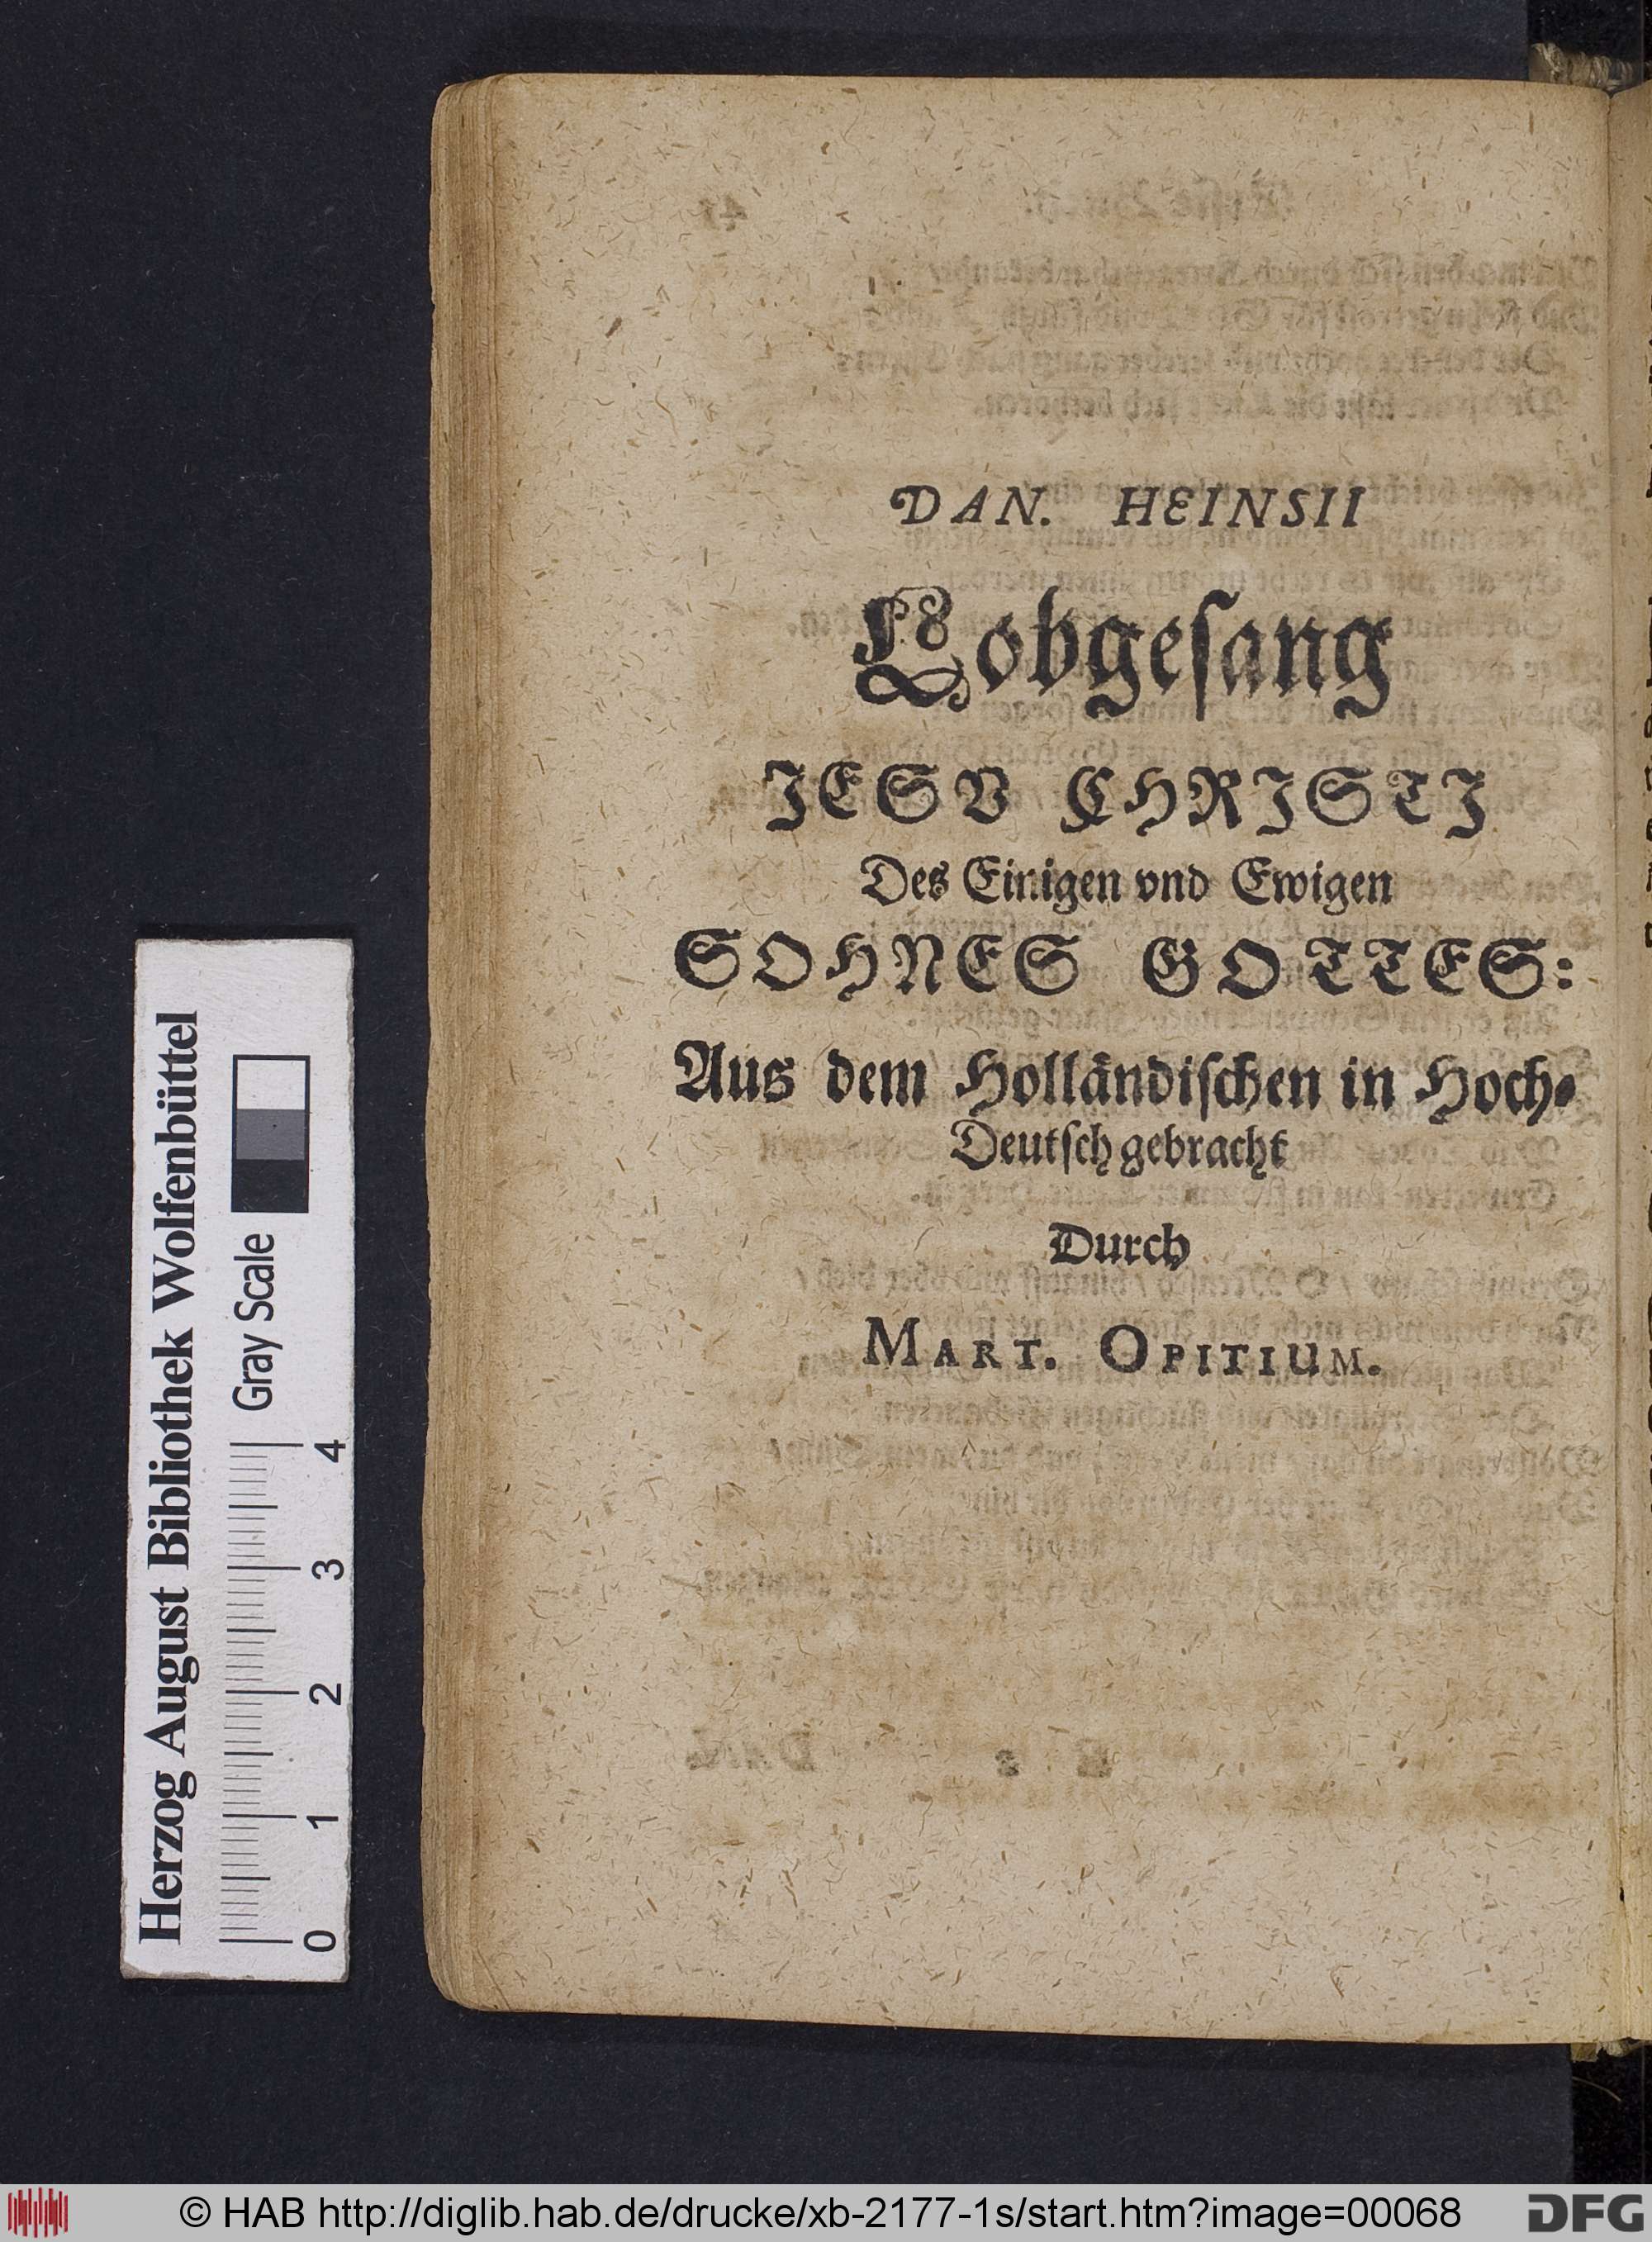 DAN. HEINSII
Lobgeſang
JESV CHRISTI
Des Einigen vnd Ewigen
SOHNES GOTTES:
Aus dem Holländiſchen in Hoch⸗
Deutſch gebracht
Durch
MART. OPITIUM.
Herzog August Bibliothek Wolfenbüttel
Gray Scale
0 1 2 3 4
© HAB http://diglib.hab.de/drucke/xb-2177-1s/start.htm?image=00068
DFG